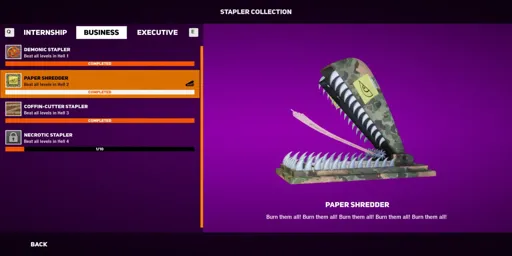 STAPLER COLLECTION
Q INTERNSHIP BUSINESS EXECUTIVE E
DEMONIC STAPLER
Beat all levels in Hell 1
COMPLETED
PAPER SHREDDER
Beat all levels in Hell 2
COMPLETED
COFFIN-CUTTER STAPLER
Beat all levels in Hell 3
COMPLETED
NECROTIC STAPLER
Beat all levels in Hell 4
1/10
PAPER SHREDDER
Burn them all! Burn them all! Burn them all! Burn them all! Burn them all!
BACK